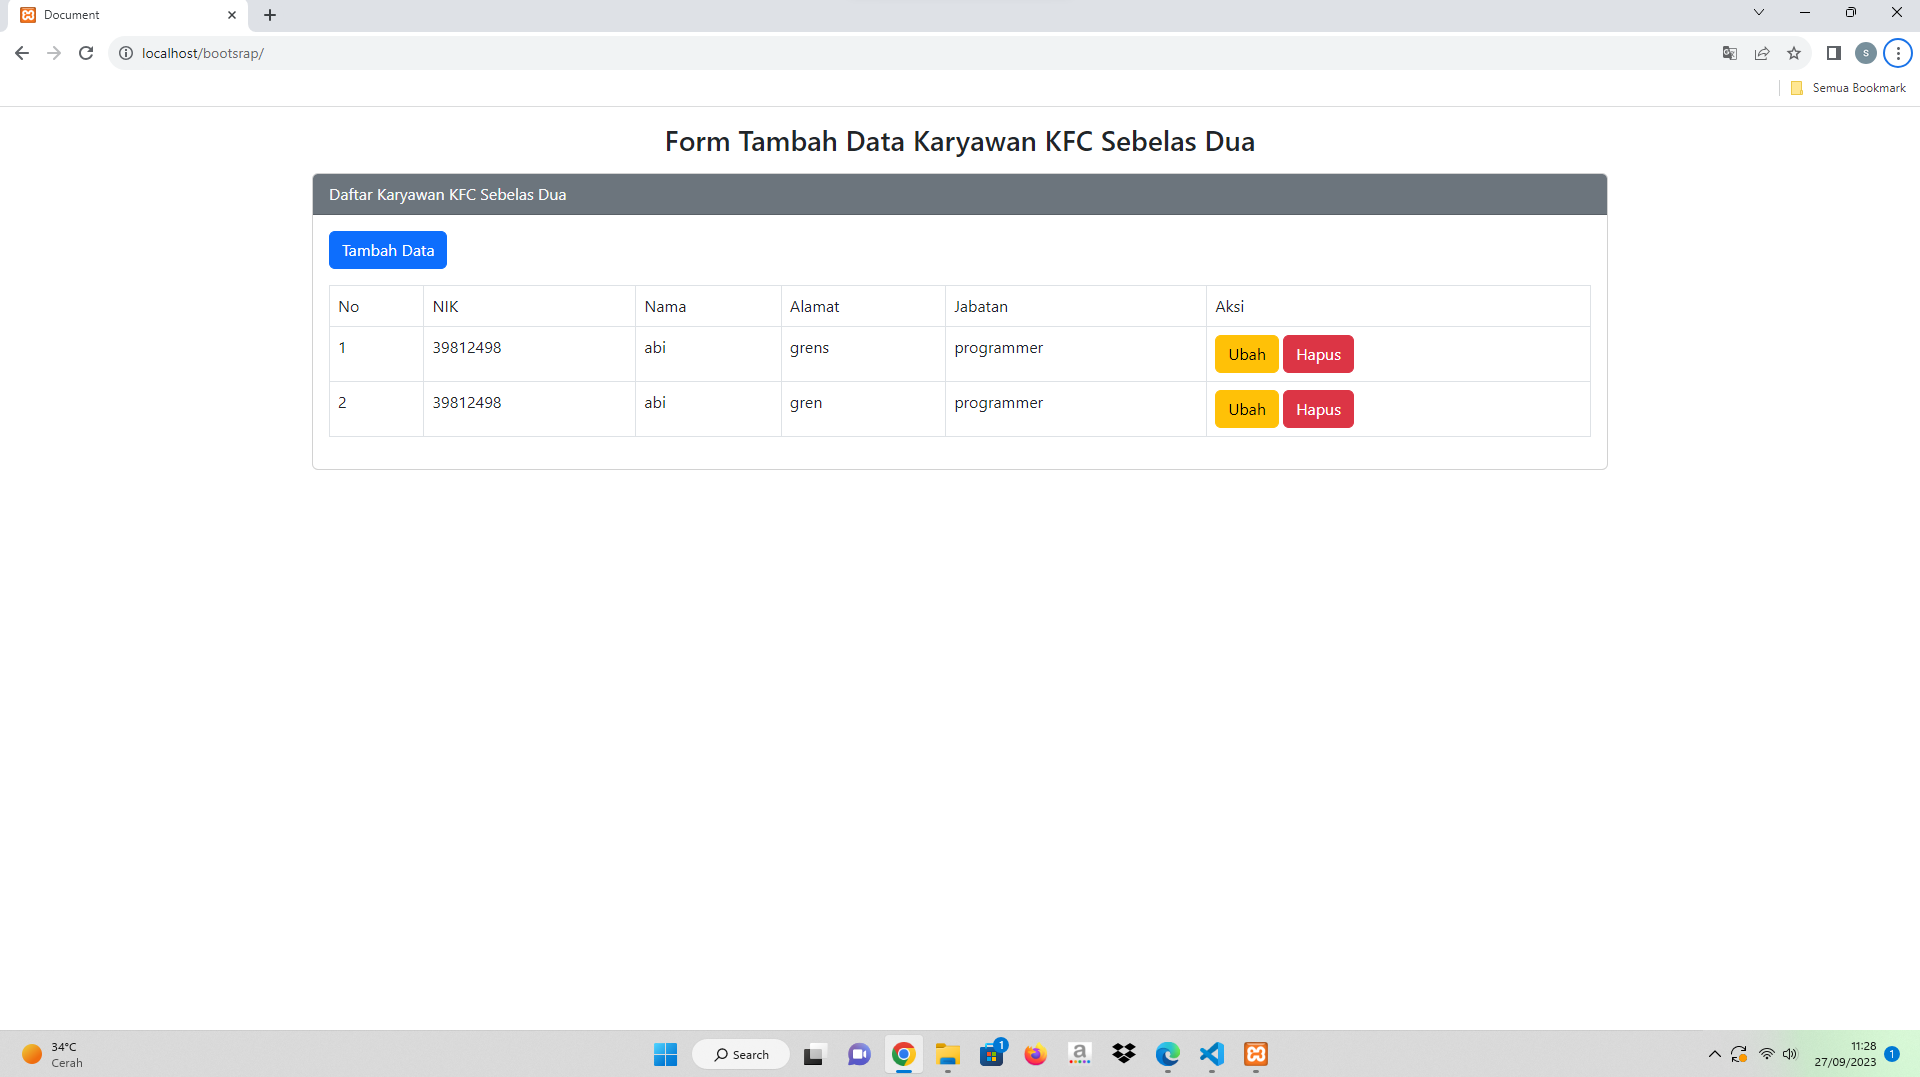 Document
localhost/bootsrap/
S
Semua Bookmark
Form Tambah Data Karyawan KFC Sebelas Dua
Daftar Karyawan KFC Sebelas Dua
Tambah Data
No NIK Nama Alamat Jabatan Aksi
1 39812498 abi grens programmer Ubah Hapus
2 39812498 abi gren programmer Ubah Hapus
34°C
Cerah
Search
1
a
11:28
27/09/2023
1